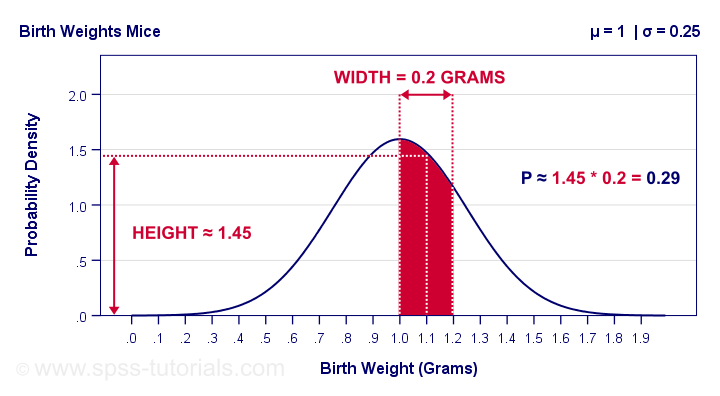 Birth Weights Mice
μ = 1 | σ = 0.25
WIDTH = 0.2 GRAMS
2.0
1.5
1.0
.5
.0
Probability Density
HEIGHT ≈ 1.45
P ≈ 1.45 * 0.2 = 0.29
.0 .1 .2 .3 .4 .5 .6 .7 .8 .9 1.0 1.1 1.2 1.3 1.4 1.5 1.6 1.7 1.8 1.9
Birth Weight (Grams)
© www.spss-tutorials.com